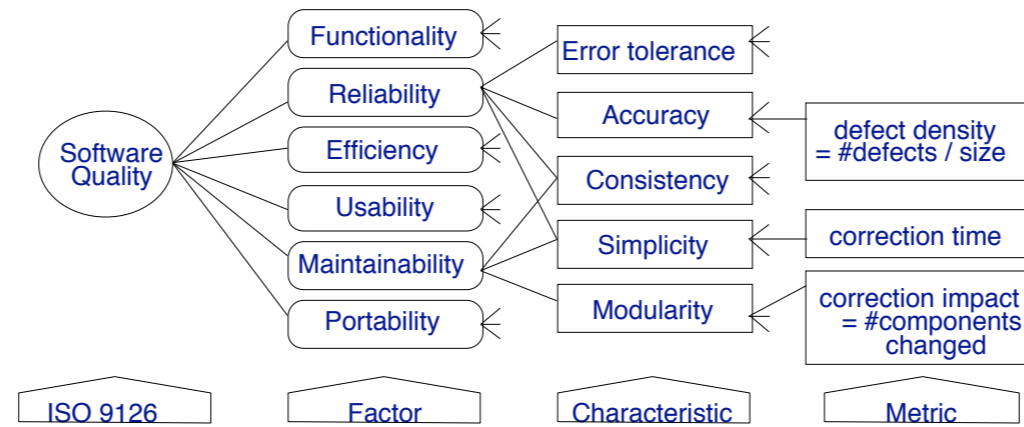 Software
Quality
Functionality
Reliability
Efficiency
Usability
Maintainability
Portability
Error tolerance
Accuracy
Consistency
Simplicity
Modularity
defect density
= #defects / size
correction time
correction impact
= #components
changed
ISO 9126
Factor
Characteristic
Metric